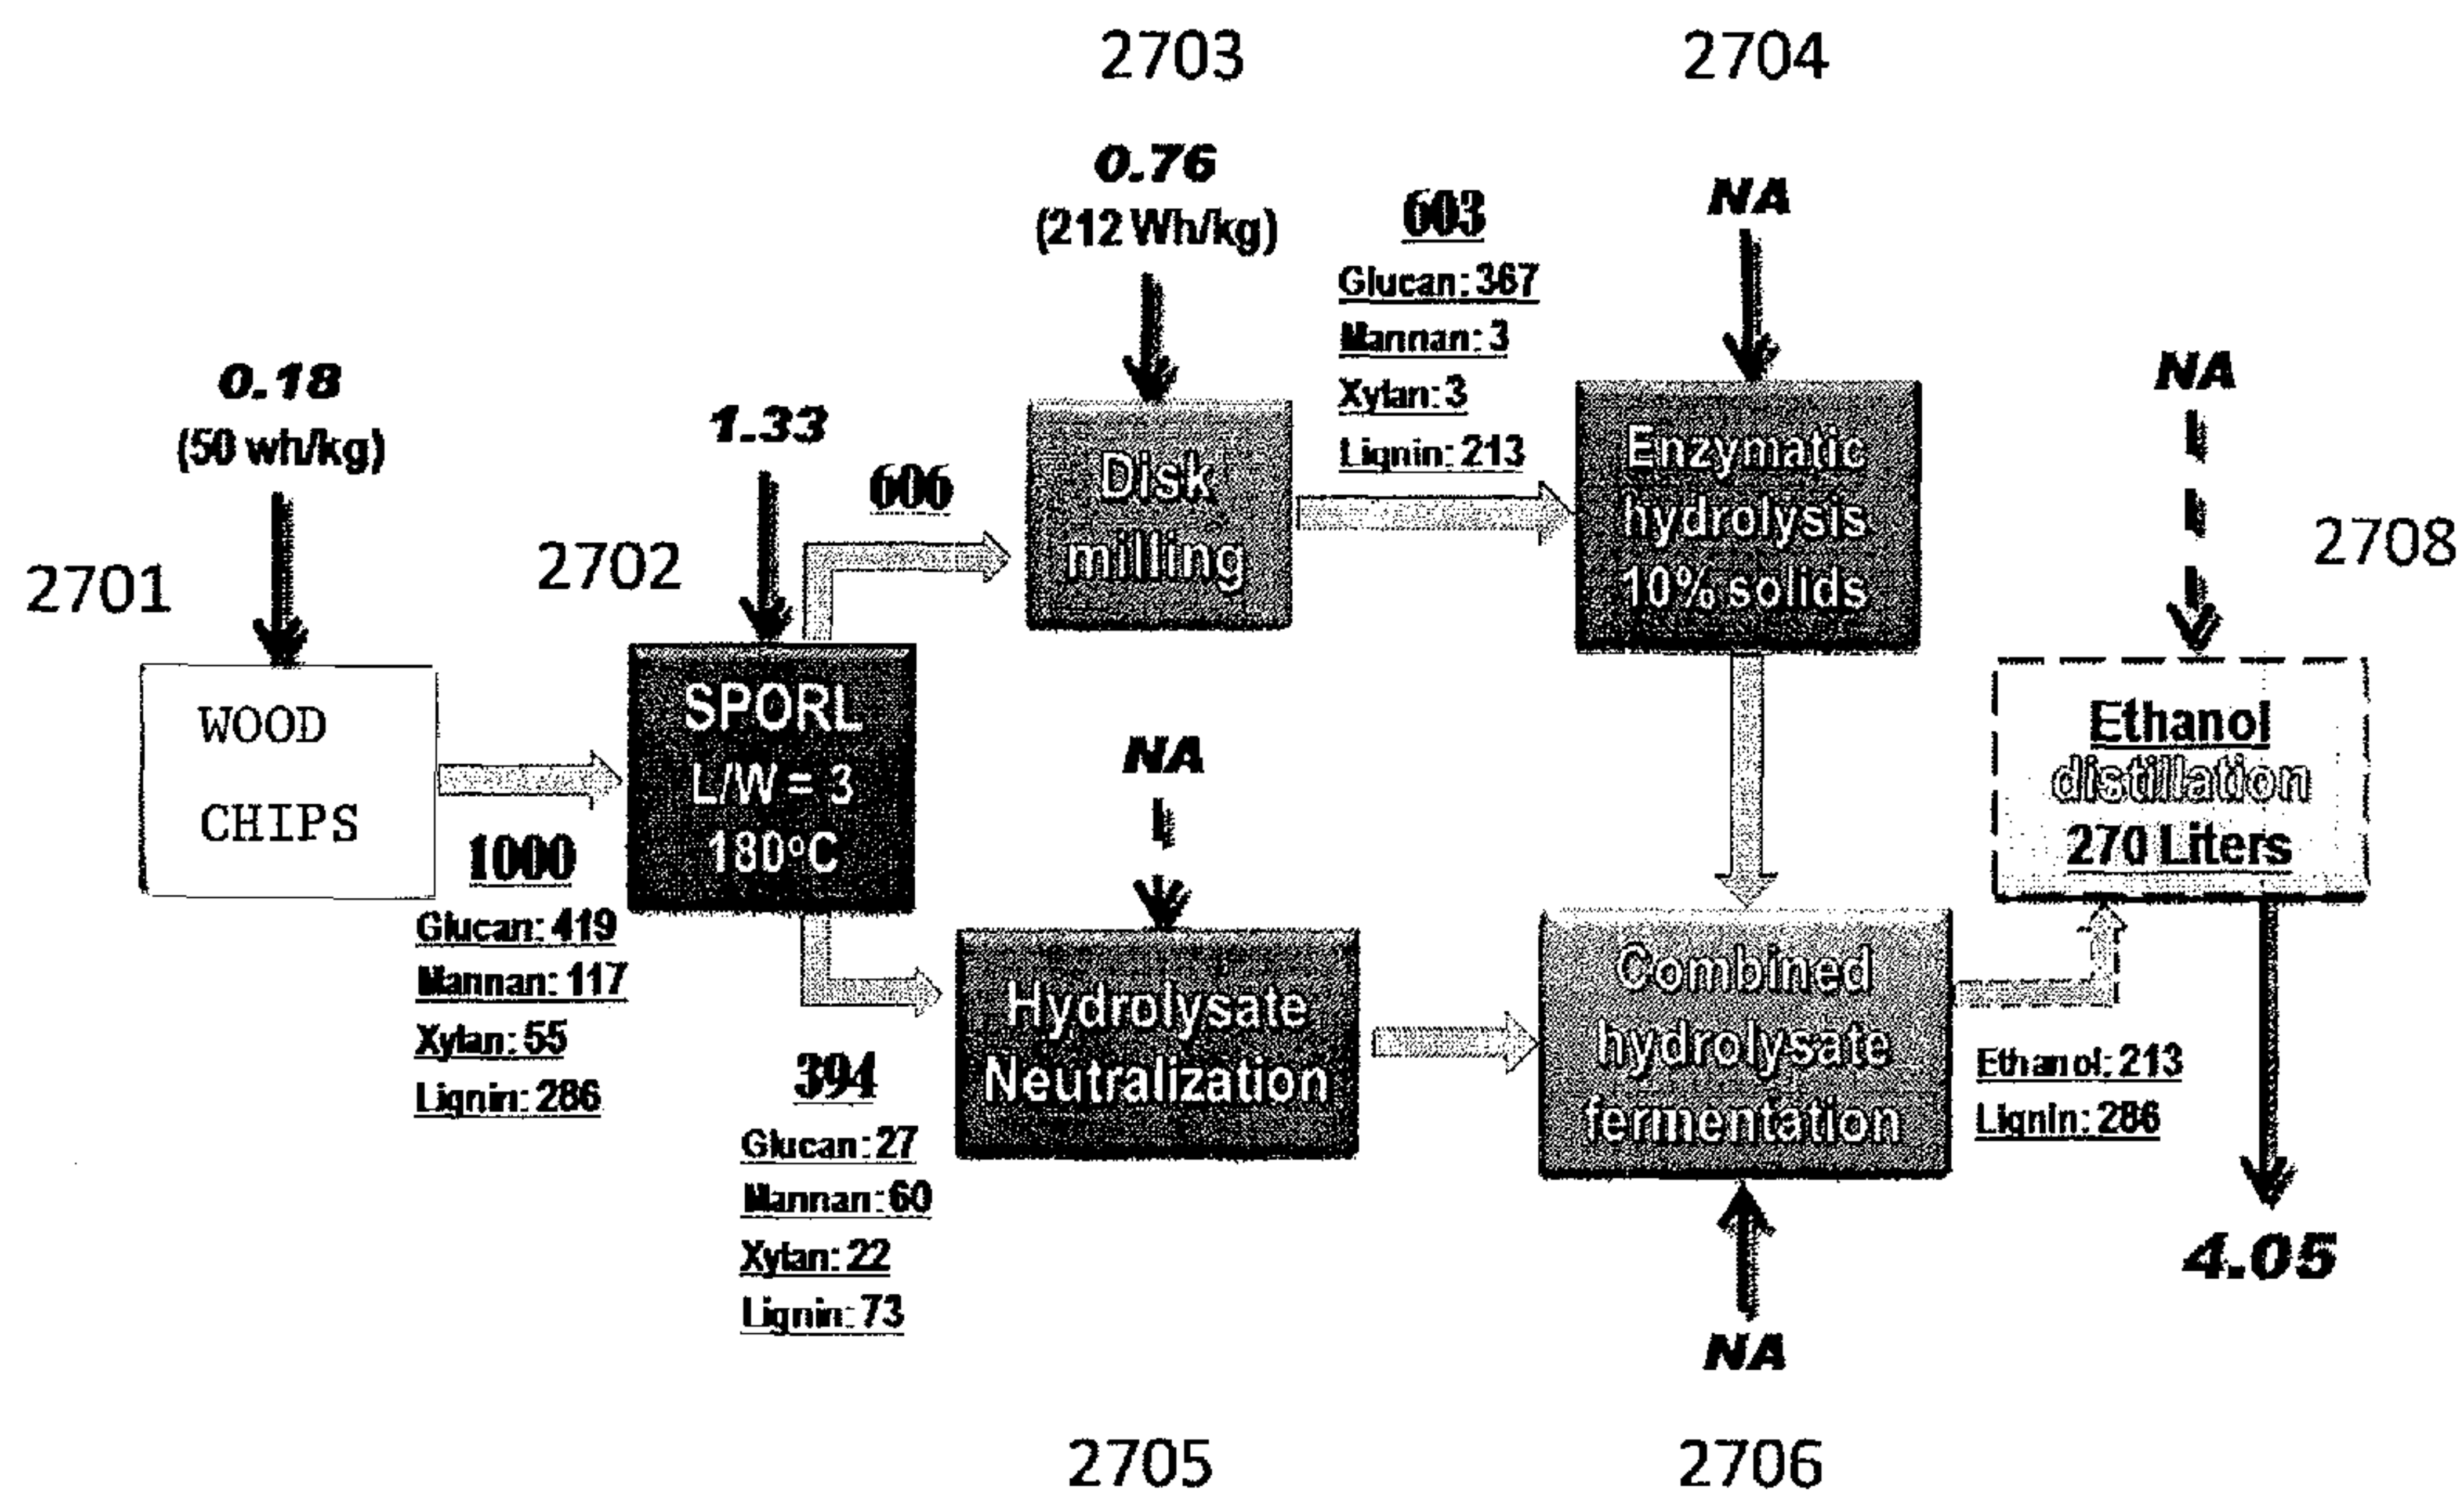 2703
2704
0.76
(212 Wh/kg)
603
Glucan: 367
Mannan: 3
Xylan: 3
Lignin: 213
NA
0.18
(50 wh/kg)
1.33
606
NA
2701
2702
2708
Disk
milling
Enzymatic
hydrolysis
10% solids
WOOD
CHIPS
1000
Glucan: 419
Mannan: 117
Xylan: 55
Lignin: 286
SPORL
L/W = 3
180°C
NA
Ethanol
distillation
270 Liters
394
Glucan: 27
Mannan: 60
Xylan: 22
Lignin: 73
Hydrolysate
Neutralization
Combined
hydrolysate
fermentation
Ethanol: 213
Lignin: 286
4.05
NA
2705
2706